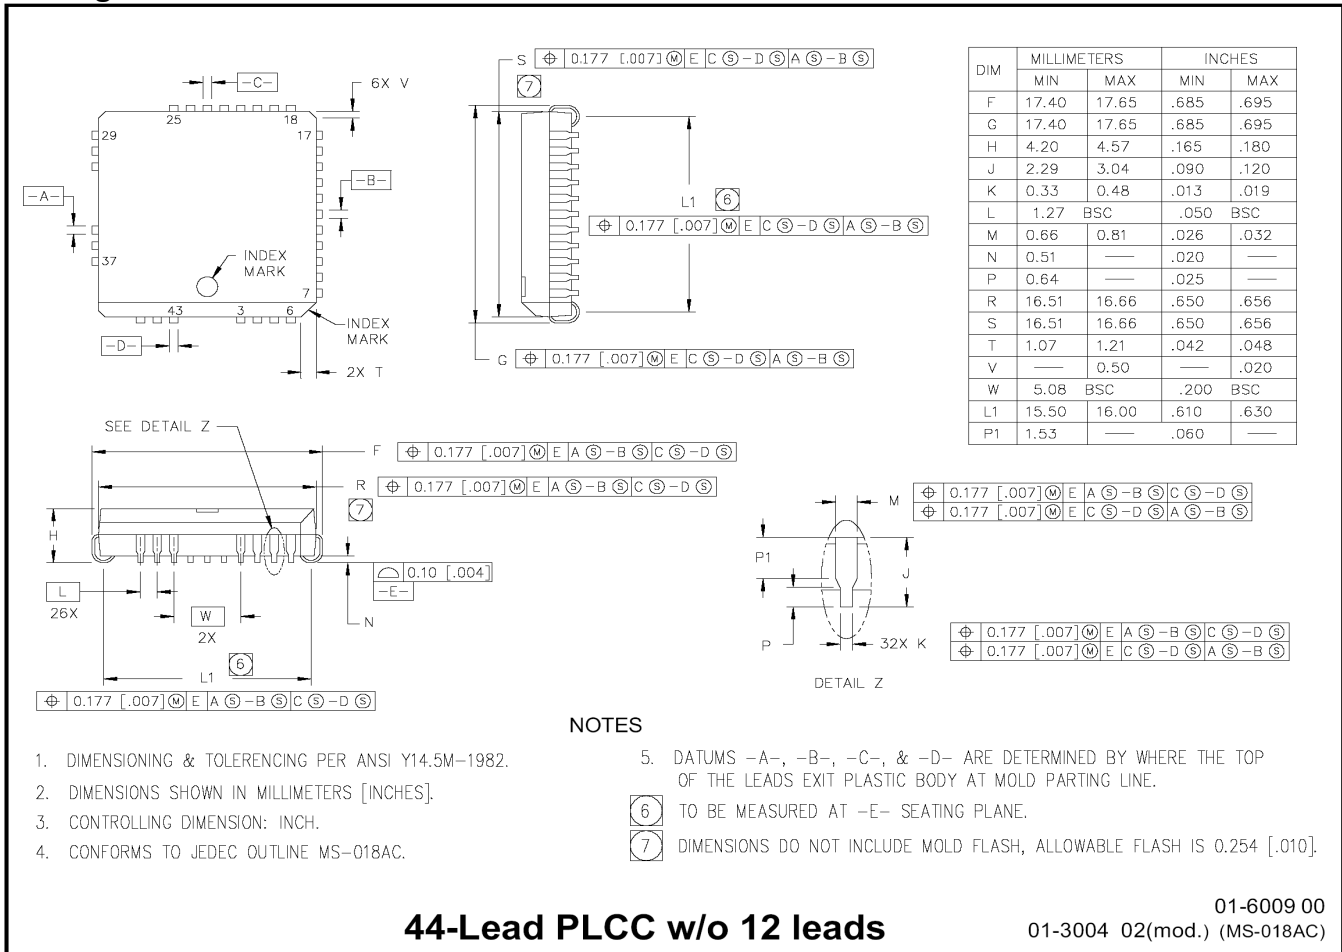 -C-
6X V
25
18
29
17
-B-
-A-
37
INDEX
MARK
7
43
3
6
INDEX
MARK
-D-
2X T
S ⌖ 0.177 [.007]Ⓜ E C Ⓢ-D Ⓢ A Ⓢ-B Ⓢ
7
L1 6
⌖ 0.177 [.007]Ⓜ E C Ⓢ-D Ⓢ A Ⓢ-B Ⓢ
G ⌖ 0.177 [.007]Ⓜ E C Ⓢ-D Ⓢ A Ⓢ-B Ⓢ
DIM MILLIMETERS INCHES
MIN MAX MIN MAX
F 17.40 17.65 .685 .695
G 17.40 17.65 .685 .695
H 4.20 4.57 .165 .180
J 2.29 3.04 .090 .120
K 0.33 0.48 .013 .019
L 1.27 BSC .050 BSC
M 0.66 0.81 .026 .032
N 0.51 — .020 —
P 0.64 — .025 —
R 16.51 16.66 .650 .656
S 16.51 16.66 .650 .656
T 1.07 1.21 .042 .048
V — 0.50 — .020
W 5.08 BSC .200 BSC
L1 15.50 16.00 .610 .630
P1 1.53 — .060 —
SEE DETAIL Z
F ⌖ 0.177 [.007]Ⓜ E A Ⓢ-B Ⓢ C Ⓢ-D Ⓢ
R ⌖ 0.177 [.007]Ⓜ E A Ⓢ-B Ⓢ C Ⓢ-D Ⓢ
7
H
⌓ 0.10 [.004]
-E-
L
26X
W
2X
N
L1 6
⌖ 0.177 [.007]Ⓜ E A Ⓢ-B Ⓢ C Ⓢ-D Ⓢ
M ⌖ 0.177 [.007]Ⓜ E A Ⓢ-B Ⓢ C Ⓢ-D Ⓢ
⌖ 0.177 [.007]Ⓜ E C Ⓢ-D Ⓢ A Ⓢ-B Ⓢ
P1
J
P
32X K
⌖ 0.177 [.007]Ⓜ E A Ⓢ-B Ⓢ C Ⓢ-D Ⓢ
⌖ 0.177 [.007]Ⓜ E C Ⓢ-D Ⓢ A Ⓢ-B Ⓢ
DETAIL Z
NOTES
1. DIMENSIONING & TOLERENCING PER ANSI Y14.5M-1982.
2. DIMENSIONS SHOWN IN MILLIMETERS [INCHES].
3. CONTROLLING DIMENSION: INCH.
4. CONFORMS TO JEDEC OUTLINE MS-018AC.
5. DATUMS -A-, -B-, -C-, & -D- ARE DETERMINED BY WHERE THE TOP
OF THE LEADS EXIT PLASTIC BODY AT MOLD PARTING LINE.
6 TO BE MEASURED AT -E- SEATING PLANE.
7 DIMENSIONS DO NOT INCLUDE MOLD FLASH, ALLOWABLE FLASH IS 0.254 [.010].
44-Lead PLCC w/o 12 leads
01-6009 00
01-3004 02(mod.) (MS-018AC)